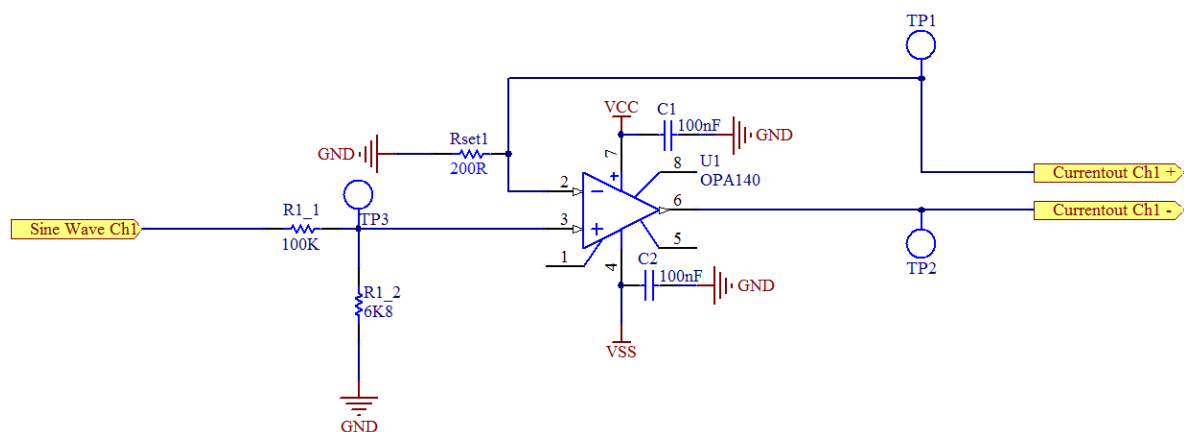 TP1
VCC
C1
100nF
GND
Rset1
GND
200R
7
8
U1
OPA140
Currentout Ch1 +
2
6
Currentout Ch1 -
TP3
R1_1
3
Sine Wave Ch1
100K
5
1
4
C2
100nF
TP2
GND
R1_2
6K8
VSS
GND